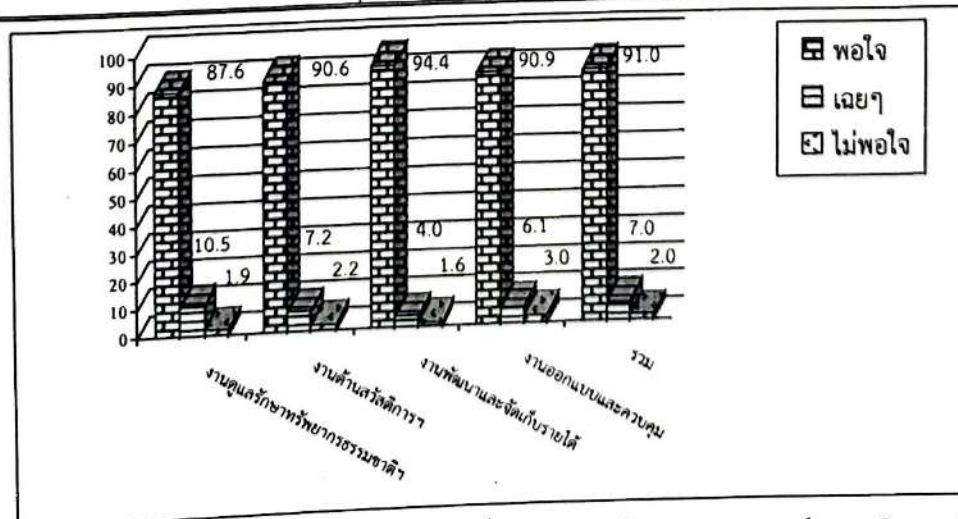 พอใจ
เฉยๆ
ไม่พอใจ
100
90
80
70
60
50
40
30
20
10
0
87.6 90.6 94.4 90.9 91.0
10.5 7.2 4.0 6.1 7.0
1.9 2.2 1.6 3.0 2.0
งานดูแลรักษาทรัพยากรธรรมชาติฯ
งานด้านสวัสดิการฯ
งานพัฒนาและจัดเก็บรายได้
งานออกแบบและควบคุม
รวม